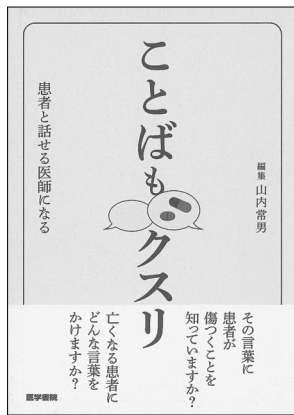 ことばもクスリ
患者と話せる医師になる
編集 山内常男
その言葉に
患者が
傷つくことを
知っていますか?
亡くなる患者に
どんな言葉を
かけますか?
医学書院